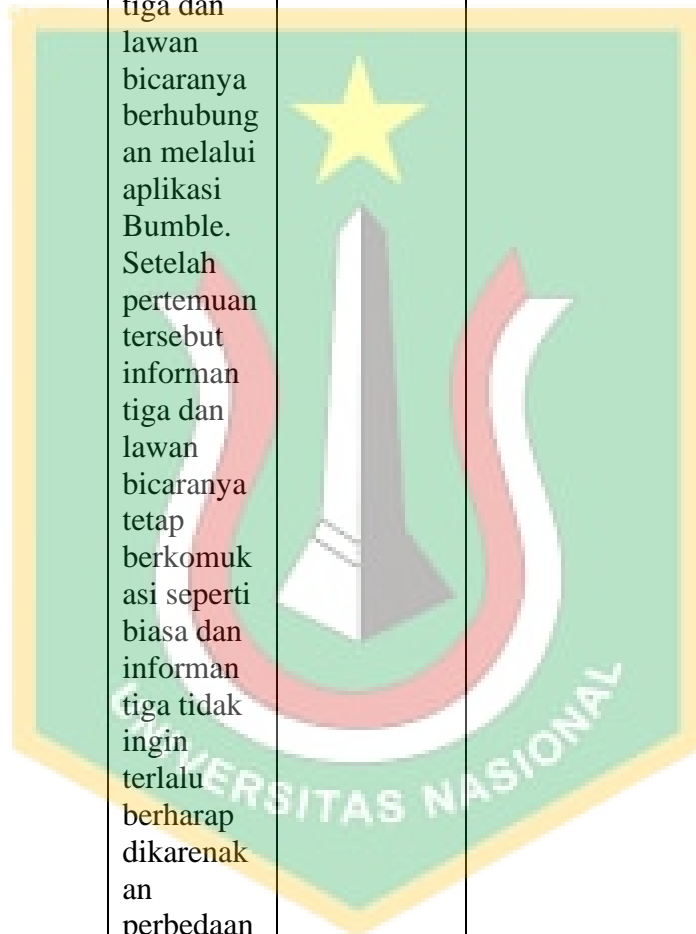 tiga dan
lawan
bicaranya
berhubung
an melalui
aplikasi
Bumble.
Setelah
pertemuan
tersebut
informan
tiga dan
lawan
bicaranya
tetap
berkomuk
asi seperti
biasa dan
informan
tiga tidak
ingin
terlalu
berharap
dikarenak
an
perbedaan
UNIVERSITAS NASIONAL